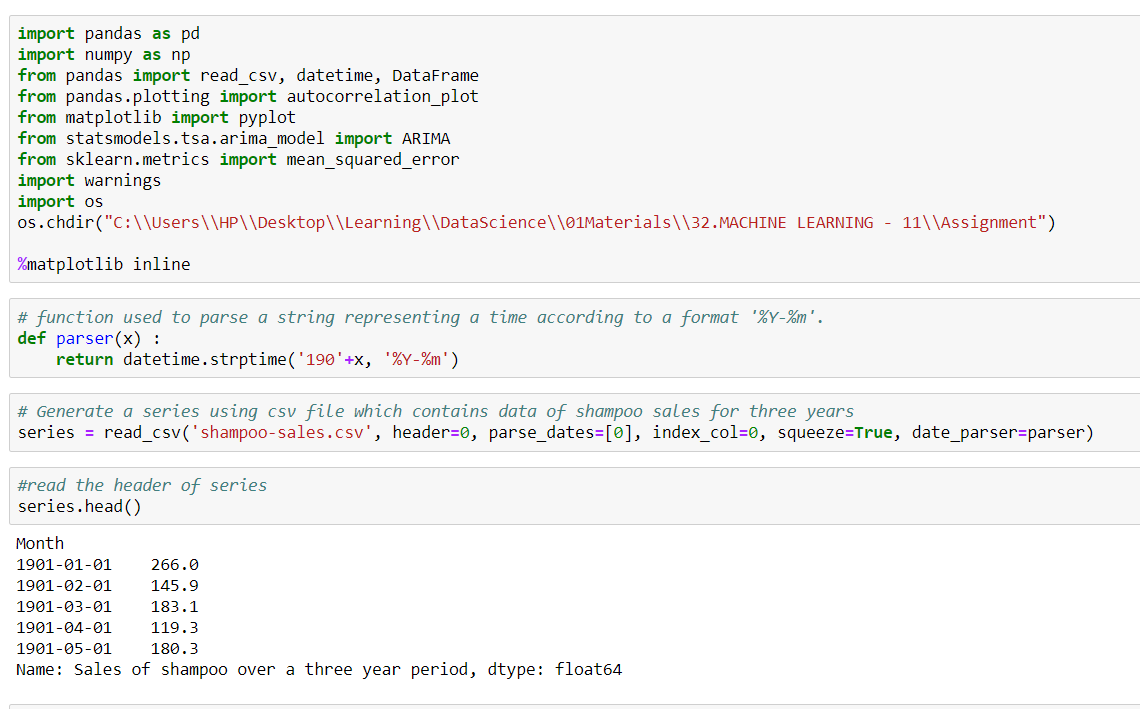 import pandas as pd
import numpy as np
from pandas import read_csv, datetime, DataFrame
from pandas.plotting import autocorrelation_plot
from matplotlib import pyplot
from statsmodels.tsa.arima_model import ARIMA
from sklearn.metrics import mean_squared_error
import warnings
import os
os.chdir("C:\\Users\\HP\\Desktop\\Learning\\DataScience\\01Materials\\32.MACHINE LEARNING - 11\\Assignment")
%matplotlib inline
# function used to parse a string representing a time according to a format '%Y-%m'.
def parser(x) :
    return datetime.strptime('190'+x, '%Y-%m')
# Generate a series using csv file which contains data of shampoo sales for three years
series = read_csv('shampoo-sales.csv', header=0, parse_dates=[0], index_col=0, squeeze=True, date_parser=parser)
#read the header of series
series.head()
Month
1901-01-01    266.0
1901-02-01    145.9
1901-03-01    183.1
1901-04-01    119.3
1901-05-01    180.3
Name: Sales of shampoo over a three year period, dtype: float64